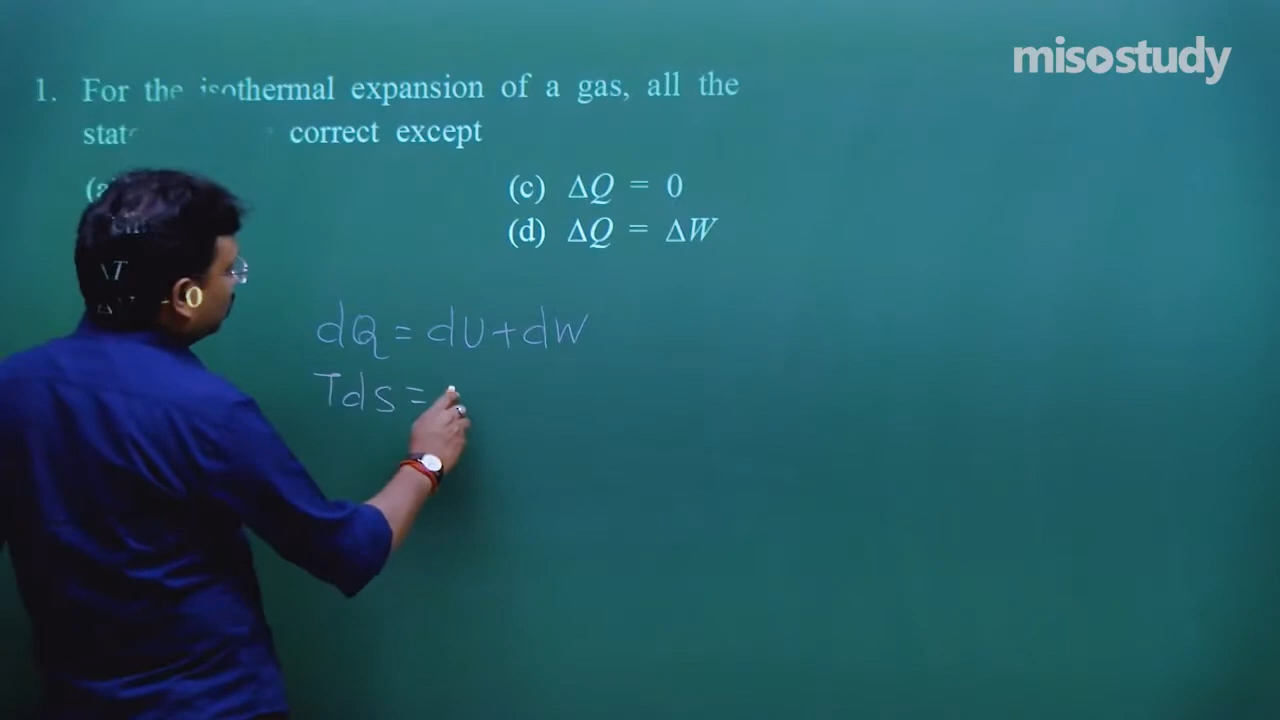 misostudy
1. For the isothermal expansion of a gas, all the
correct except
(c) ΔQ = 0
(d) ΔQ = ΔW
0
dQ = dU + dW
Tds =